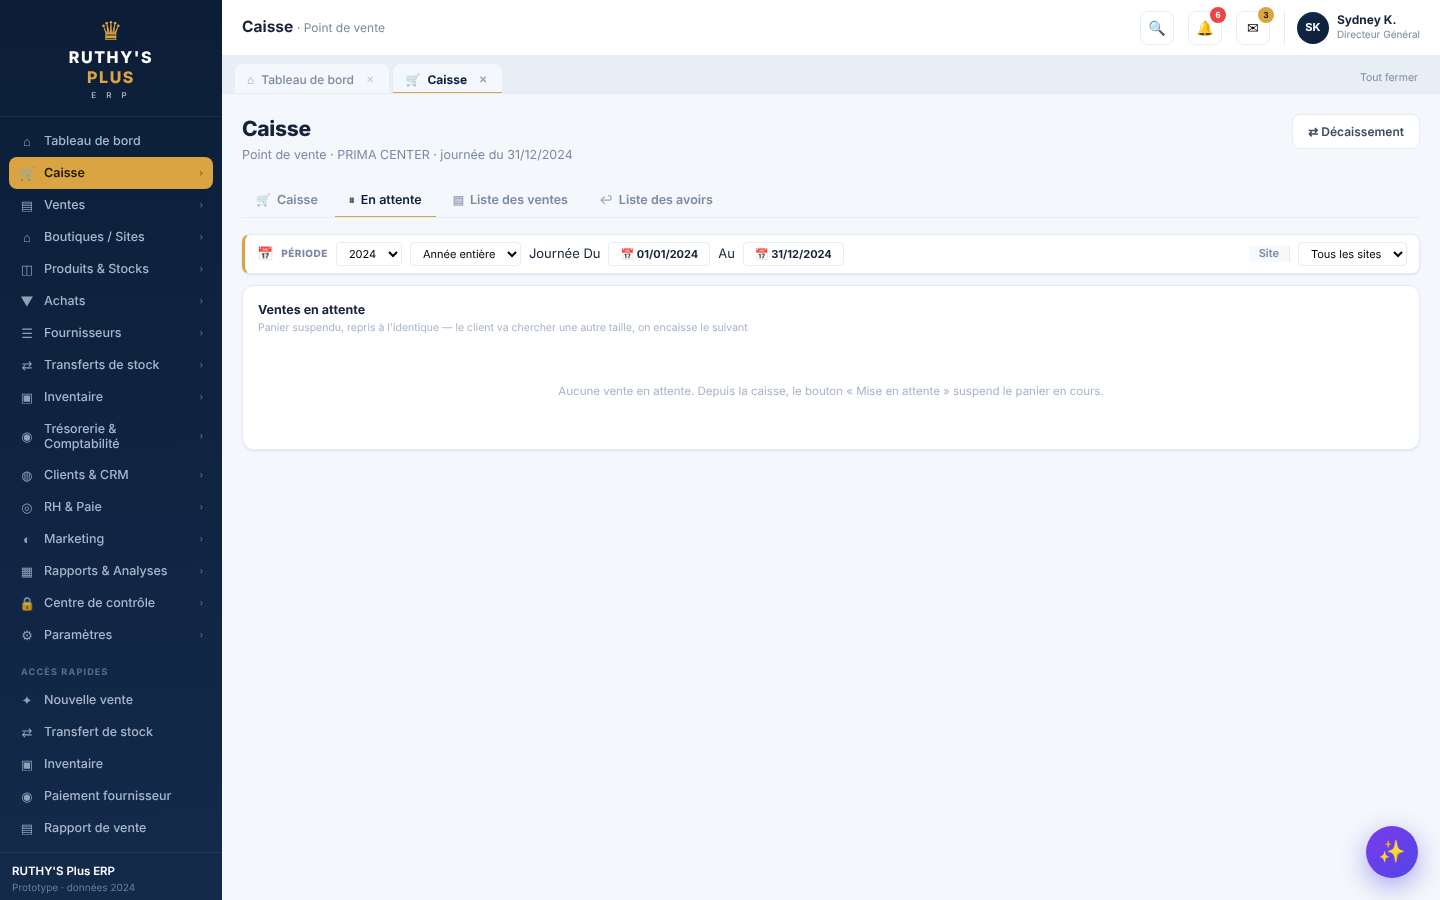 RUTHY'S
PLUS
E R P
Tableau de bord
Caisse
Ventes
Boutiques / Sites
Produits & Stocks
Achats
Fournisseurs
Transferts de stock
Inventaire
Trésorerie &
Comptabilité
Clients & CRM
RH & Paie
Marketing
Rapports & Analyses
Centre de contrôle
Paramètres
ACCÈS RAPIDES
Nouvelle vente
Transfert de stock
Inventaire
Paiement fournisseur
Rapport de vente
RUTHY'S Plus ERP
Prototype · données 2024
Caisse · Point de vente
6
3
SK
Sydney K.
Directeur Général
Tableau de bord ×
Caisse ×
Tout fermer
Caisse
Point de vente · PRIMA CENTER · journée du 31/12/2024
⇄ Décaissement
Caisse
En attente
Liste des ventes
Liste des avoirs
PÉRIODE 2024 Année entière Journée Du 01/01/2024 Au 31/12/2024 Site Tous les sites
Ventes en attente
Panier suspendu, repris à l'identique — le client va chercher une autre taille, on encaisse le suivant
Aucune vente en attente. Depuis la caisse, le bouton « Mise en attente » suspend le panier en cours.